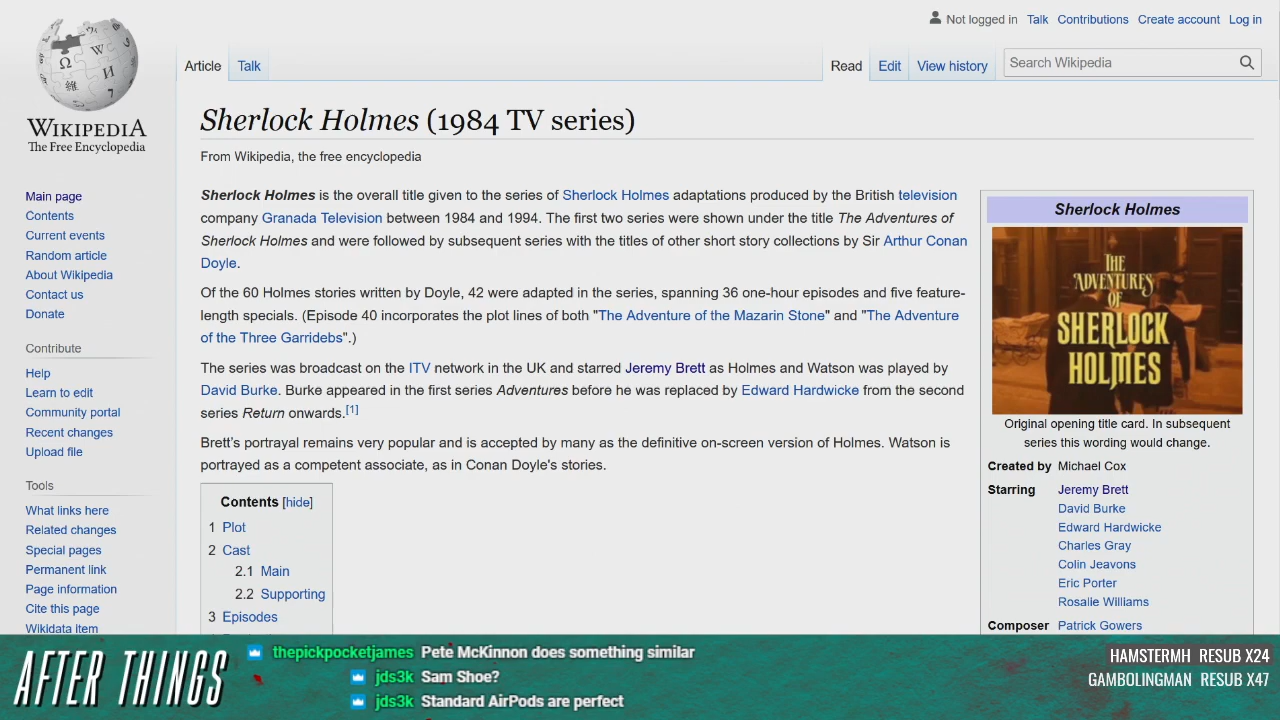 Not logged in Talk Contributions Create account Log in
Article Talk Read Edit View history Search Wikipedia
WIKIPEDIA
The Free Encyclopedia
Main page
Contents
Current events
Random article
About Wikipedia
Contact us
Donate
Contribute
Help
Learn to edit
Community portal
Recent changes
Upload file
Tools
What links here
Related changes
Special pages
Permanent link
Page information
Cite this page
Wikidata item
Sherlock Holmes (1984 TV series)
From Wikipedia, the free encyclopedia
Sherlock Holmes is the overall title given to the series of Sherlock Holmes adaptations produced by the British television
company Granada Television between 1984 and 1994. The first two series were shown under the title The Adventures of
Sherlock Holmes and were followed by subsequent series with the titles of other short story collections by Sir Arthur Conan
Doyle.
Of the 60 Holmes stories written by Doyle, 42 were adapted in the series, spanning 36 one-hour episodes and five feature-
length specials. (Episode 40 incorporates the plot lines of both "The Adventure of the Mazarin Stone" and "The Adventure
of the Three Garridebs".)
The series was broadcast on the ITV network in the UK and starred Jeremy Brett as Holmes and Watson was played by
David Burke. Burke appeared in the first series Adventures before he was replaced by Edward Hardwicke from the second
series Return onwards.[1]
Brett's portrayal remains very popular and is accepted by many as the definitive on-screen version of Holmes. Watson is
portrayed as a competent associate, as in Conan Doyle's stories.
Contents [hide]
1 Plot
2 Cast
2.1 Main
2.2 Supporting
3 Episodes
Sherlock Holmes
THE
ADVENTURES
OF
SHERLOCK
HOLMES
Original opening title card. In subsequent
series this wording would change.
Created by Michael Cox
Starring Jeremy Brett
David Burke
Edward Hardwicke
Charles Gray
Colin Jeavons
Eric Porter
Rosalie Williams
Composer Patrick Gowers
AFTER THINGS
thepickpocketjames Pete McKinnon does something similar
jds3k Sam Shoe?
jds3k Standard AirPods are perfect
HAMSTERMH RESUB X24
GAMBOLINGMAN RESUB X47